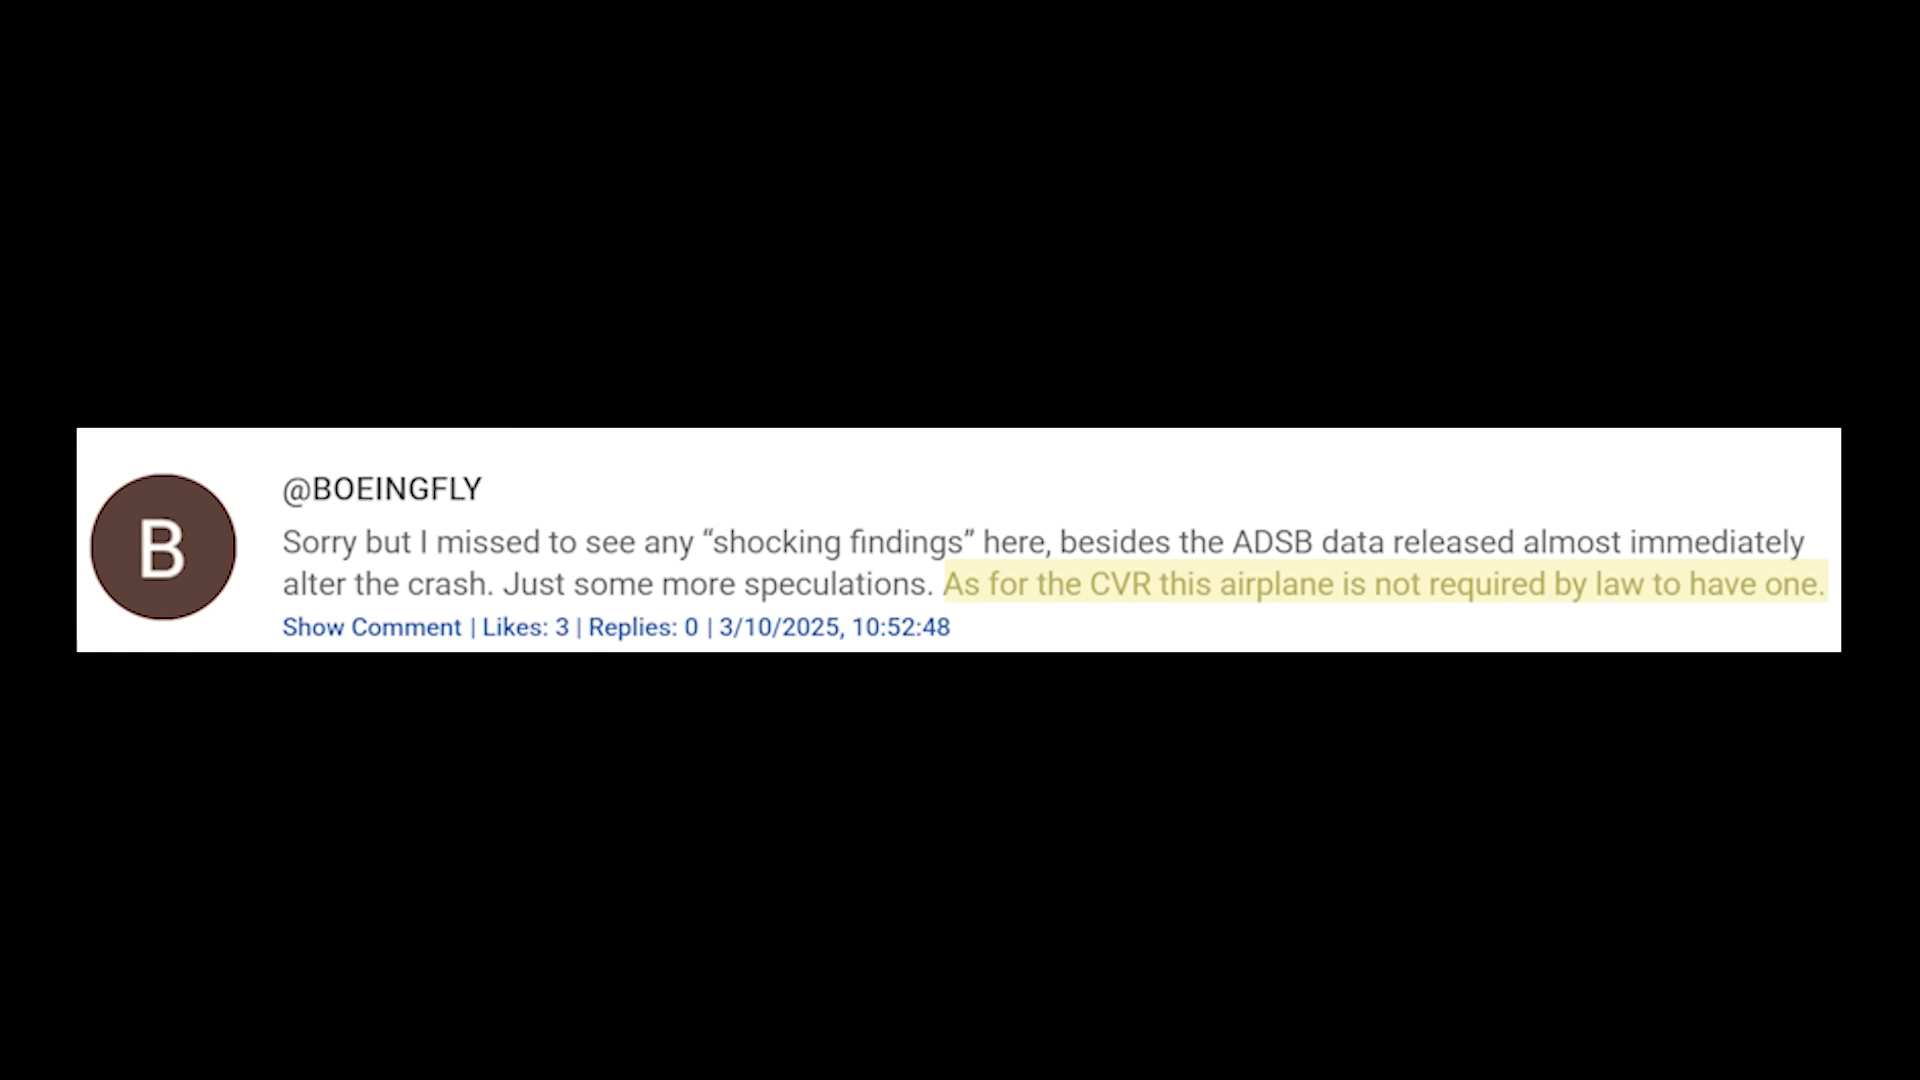 B
@BOEINGFLY
Sorry but I missed to see any “shocking findings” here, besides the ADSB data released almost immediately
alter the crash. Just some more speculations. As for the CVR this airplane is not required by law to have one.
Show Comment | Likes: 3 | Replies: 0 | 3/10/2025, 10:52:48